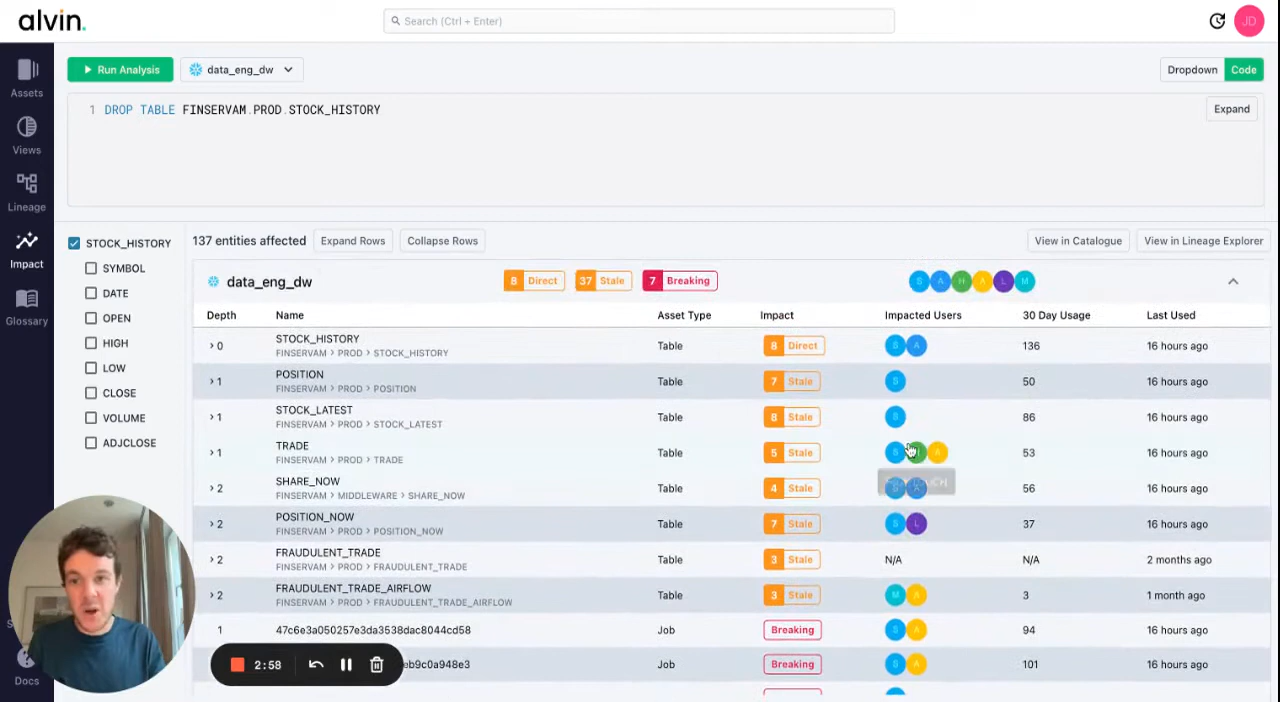 alvin.
Search (Ctrl + Enter)
JD
Assets
Views
Lineage
Impact
Glossary
Docs
Run Analysis
data_eng_dw
Dropdown
Code
1 DROP TABLE FINSERVAM.PROD.STOCK_HISTORY
Expand
STOCK_HISTORY
SYMBOL
DATE
OPEN
HIGH
LOW
CLOSE
VOLUME
ADJCLOSE
137 entities affected
Expand Rows
Collapse Rows
View in Catalogue
View in Lineage Explorer
data_eng_dw
8 Direct
37 Stale
7 Breaking
S A H A L M
Depth Name Asset Type Impact Impacted Users 30 Day Usage Last Used
> 0 STOCK_HISTORY Table 8 Direct S A 136 16 hours ago
FINSERVAM > PROD > STOCK_HISTORY
> 1 POSITION Table 7 Stale S 50 16 hours ago
FINSERVAM > PROD > POSITION
> 1 STOCK_LATEST Table 8 Stale S 86 16 hours ago
FINSERVAM > PROD > STOCK_LATEST
> 1 TRADE Table 5 Stale S A 53 16 hours ago
FINSERVAM > PROD > TRADE
> 2 SHARE_NOW Table 4 Stale 56 16 hours ago
FINSERVAM > MIDDLEWARE > SHARE_NOW
> 2 POSITION_NOW Table 7 Stale S L 37 16 hours ago
FINSERVAM > PROD > POSITION_NOW
> 2 FRAUDULENT_TRADE Table 3 Stale N/A N/A 2 months ago
FINSERVAM > PROD > FRAUDULENT_TRADE
> 2 FRAUDULENT_TRADE_AIRFLOW Table 3 Stale M A 3 1 month ago
FINSERVAM > PROD > FRAUDULENT_TRADE_AIRFLOW
1 47c6e3a050257e3da3538dac8044cd58 Job Breaking S A 94 16 hours ago
eb9c0a948e3 Job Breaking S A 101 16 hours ago
2:58